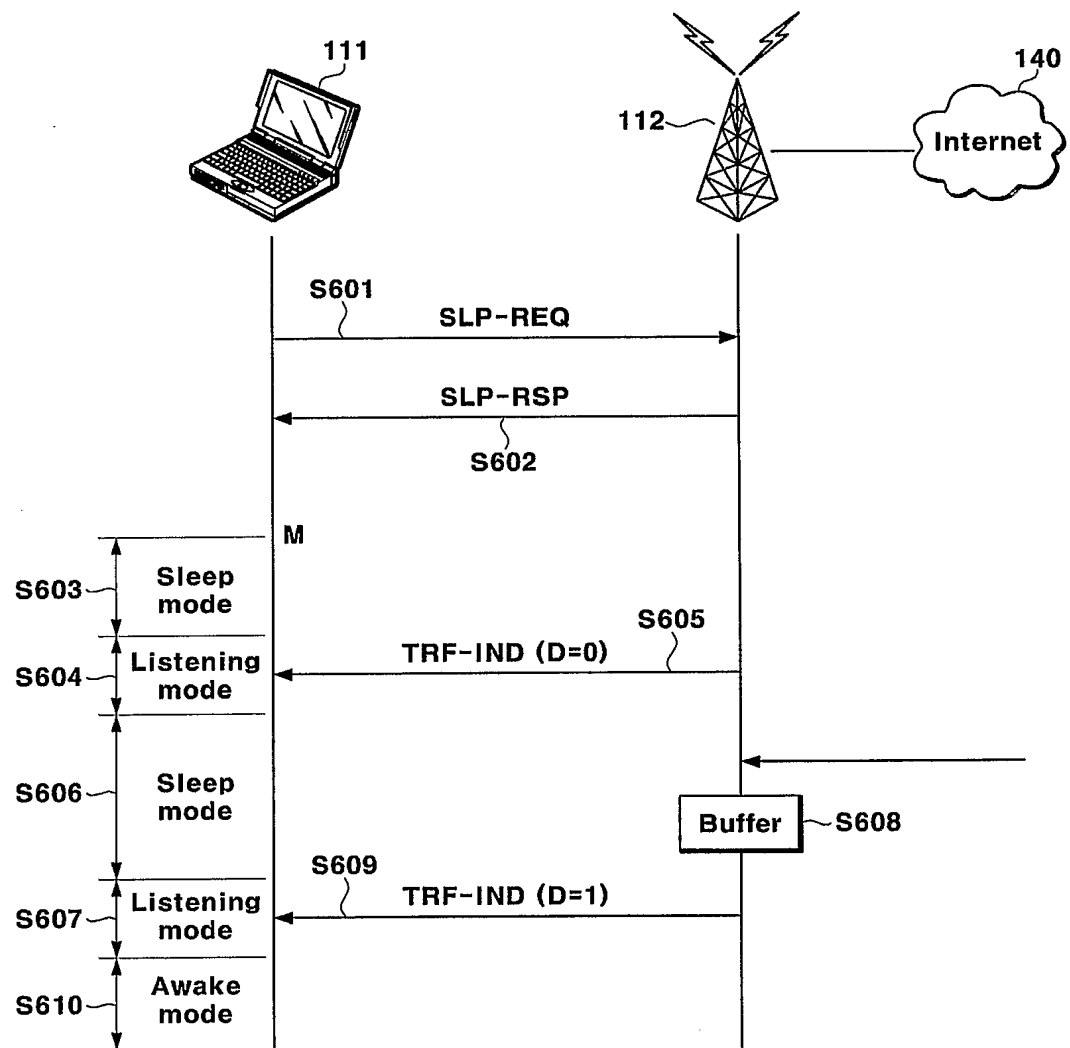 111
140
112
Internet
S601
SLP-REQ
SLP-RSP
S602
M
S603
Sleep
mode
S605
TRF-IND (D=0)
S604
Listening
mode
S606
Sleep
mode
Buffer
S608
S609
TRF-IND (D=1)
S607
Listening
mode
S610
Awake
mode